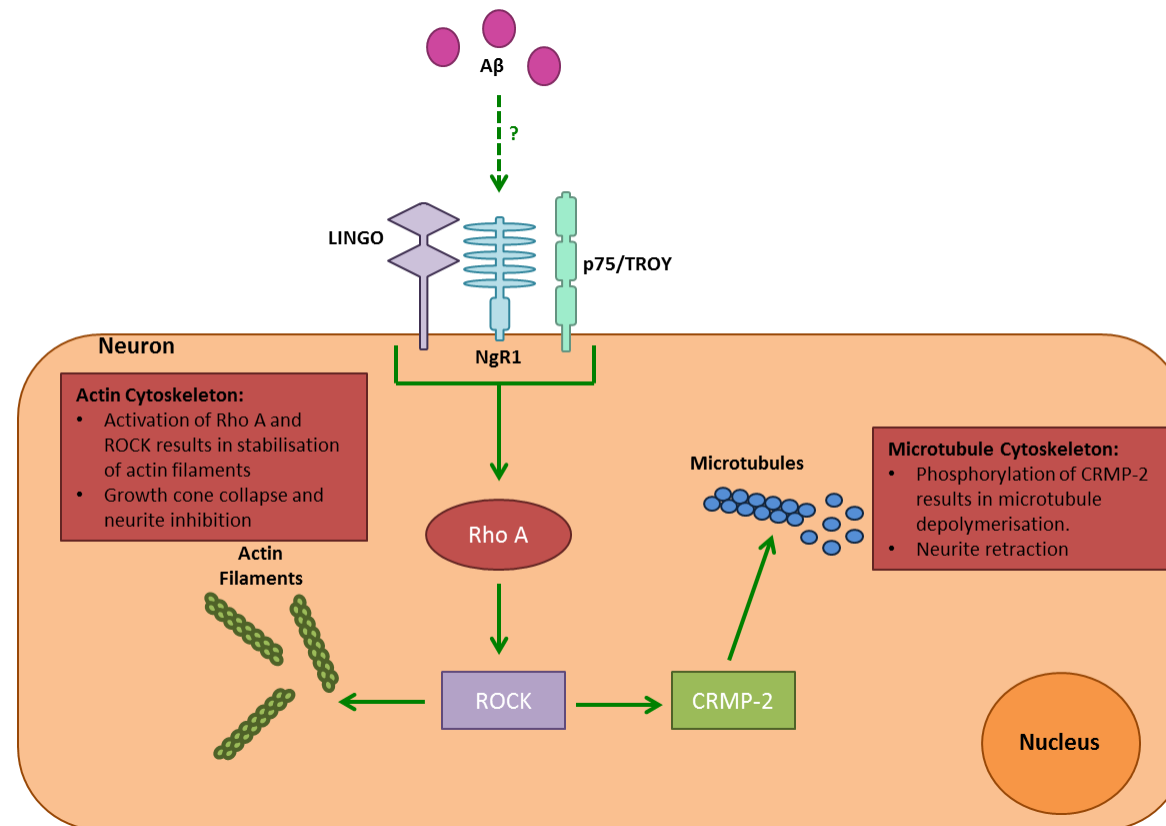 Aβ
?
LINGO
p75/TROY
NgR1
Neuron
Actin Cytoskeleton:
• Activation of Rho A and
ROCK results in stabilisation
of actin filaments
• Growth cone collapse and
neurite inhibition
Microtubules
Microtubule Cytoskeleton:
• Phosphorylation of CRMP-2
results in microtubule
depolymerisation.
• Neurite retraction
Rho A
Actin
Filaments
ROCK
CRMP-2
Nucleus